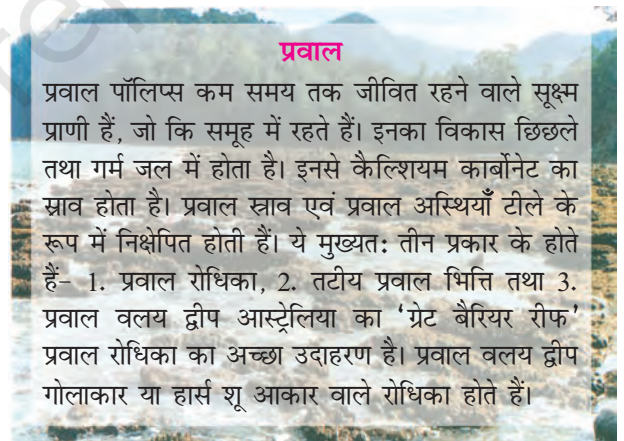 प्रवाल
प्रवाल पॉलिप्स कम समय तक जीवित रहने वाले सूक्ष्म
प्राणी हैं, जो कि समूह में रहते हैं। इनका विकास छिछले
तथा गर्म जल में होता है। इनसे कैल्शियम कार्बोनेट का
स्राव होता है। प्रवाल स्राव एवं प्रवाल अस्थियाँ टीले के
रूप में निक्षेपित होती हैं। ये मुख्यत: तीन प्रकार के होते
हैं– 1. प्रवाल रोधिका, 2. तटीय प्रवाल भित्ति तथा 3.
प्रवाल वलय द्वीप आस्ट्रेलिया का ‘ग्रेट बैरियर रीफ’
प्रवाल रोधिका का अच्छा उदाहरण है। प्रवाल वलय द्वीप
गोलाकार या हार्स शू आकार वाले रोधिका होते हैं।